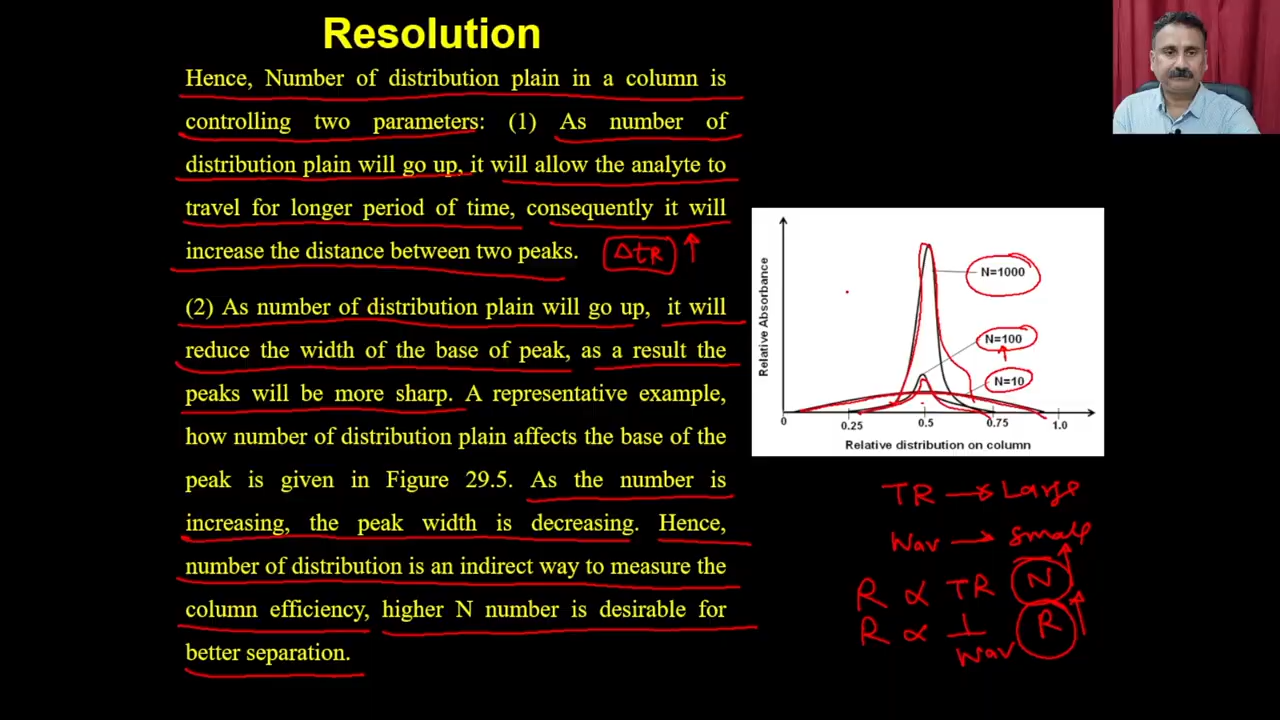 Resolution
Hence, Number of distribution plain in a column is
controlling two parameters: (1) As number of
distribution plain will go up, it will allow the analyte to
travel for longer period of time, consequently it will
increase the distance between two peaks.
ΔtR ↑
(2) As number of distribution plain will go up, it will
reduce the width of the base of peak, as a result the
peaks will be more sharp. A representative example,
how number of distribution plain affects the base of the
peak is given in Figure 29.5. As the number is
increasing, the peak width is decreasing. Hence,
number of distribution is an indirect way to measure the
column efficiency, higher N number is desirable for
better separation.
Relative Absorbance
N=1000
N=100
N=10
0 0.25 0.5 0.75 1.0
Relative distribution on column
TR → Large
Wav → Small
R ∝ TR N ↑
R ∝ 1/Wav R ↑